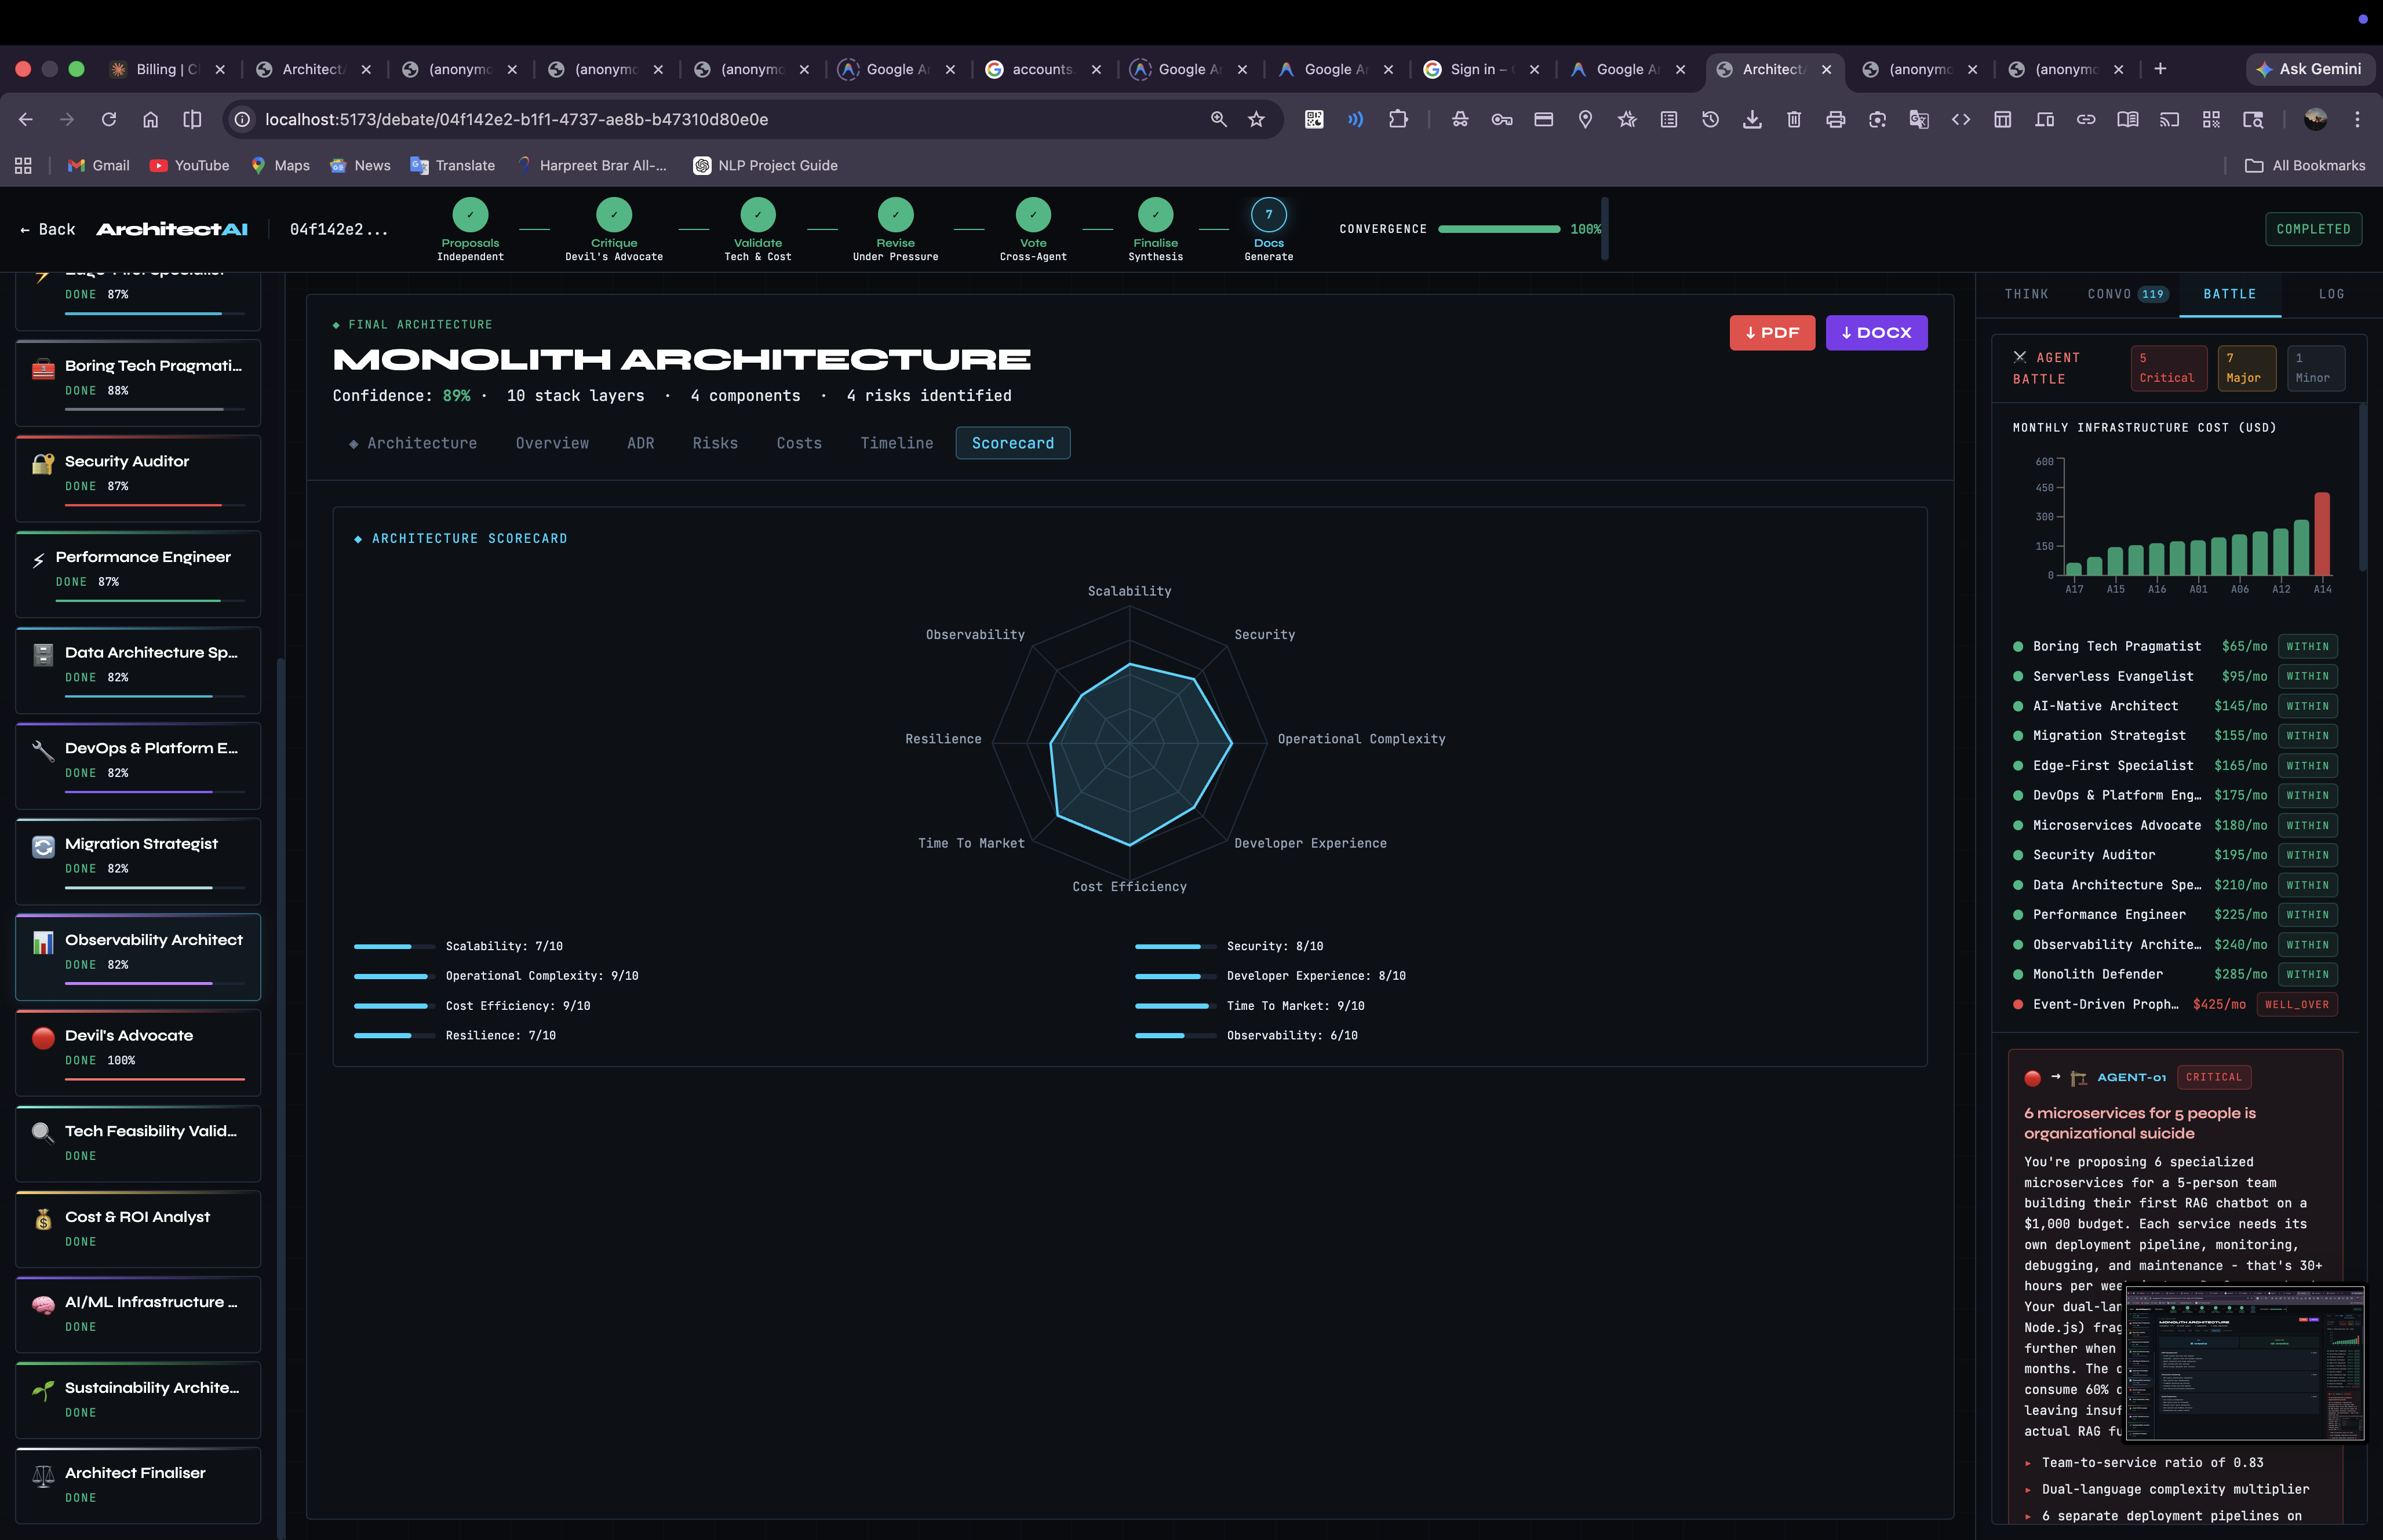 Billing | C
Architect
(anonymo
(anonymo
(anonymo
Google Ar
accounts.
Google Ar
Google Ar
Sign in –
Google Ar
Architect
(anonymo
(anonymo
Ask Gemini
localhost:5173/debate/04f142e2-b1f1-4737-ae8b-b47310d80e0e
Gmail
YouTube
Maps
News
Translate
Harpreet Brar All-...
NLP Project Guide
All Bookmarks
← Back
ArchitectAI
04f142e2...
✓ Proposals
Independent
✓ Critique
Devil's Advocate
✓ Validate
Tech & Cost
✓ Revise
Under Pressure
✓ Vote
Cross-Agent
✓ Finalise
Synthesis
7 Docs
Generate
CONVERGENCE 100%
COMPLETED
DONE 87%
Boring Tech Pragmati...
DONE 88%
Security Auditor
DONE 87%
Performance Engineer
DONE 87%
Data Architecture Sp...
DONE 82%
DevOps & Platform E...
DONE 82%
Migration Strategist
DONE 82%
Observability Architect
DONE 82%
Devil's Advocate
DONE 100%
Tech Feasibility Valid...
DONE
Cost & ROI Analyst
DONE
AI/ML Infrastructure ...
DONE
Sustainability Archite...
DONE
Architect Finaliser
DONE
◆ FINAL ARCHITECTURE
MONOLITH ARCHITECTURE
Confidence: 89% · 10 stack layers · 4 components · 4 risks identified
↓ PDF
↓ DOCX
◆ Architecture
Overview
ADR
Risks
Costs
Timeline
Scorecard
◆ ARCHITECTURE SCORECARD
Scalability
Observability
Security
Resilience
Operational Complexity
Time To Market
Developer Experience
Cost Efficiency
Scalability: 7/10
Security: 8/10
Operational Complexity: 9/10
Developer Experience: 8/10
Cost Efficiency: 9/10
Time To Market: 9/10
Resilience: 7/10
Observability: 6/10
THINK
CONVO 119
BATTLE
LOG
AGENT
BATTLE
5
Critical
7
Major
1
Minor
MONTHLY INFRASTRUCTURE COST (USD)
600
450
300
150
0
A17 A15 A16 A01 A06 A12 A14
Boring Tech Pragmatist $65/mo WITHIN
Serverless Evangelist $95/mo WITHIN
AI-Native Architect $145/mo WITHIN
Migration Strategist $155/mo WITHIN
Edge-First Specialist $165/mo WITHIN
DevOps & Platform Eng… $175/mo WITHIN
Microservices Advocate $180/mo WITHIN
Security Auditor $195/mo WITHIN
Data Architecture Spe… $210/mo WITHIN
Performance Engineer $225/mo WITHIN
Observability Archite… $240/mo WITHIN
Monolith Defender $285/mo WITHIN
Event-Driven Proph… $425/mo WELL_OVER
→ AGENT-01 CRITICAL
6 microservices for 5 people is
organizational suicide
You're proposing 6 specialized
microservices for a 5-person team
building their first RAG chatbot on a
$1,000 budget. Each service needs its
own deployment pipeline, monitoring,
debugging, and maintenance - that's 30+
hours per
Your
Node.js)
further when
months. The
consume 60%
leaving
actual RAG
▸ Team-to-service ratio of 0.83
▸ Dual-language complexity multiplier
▸ 6 separate deployment pipelines on